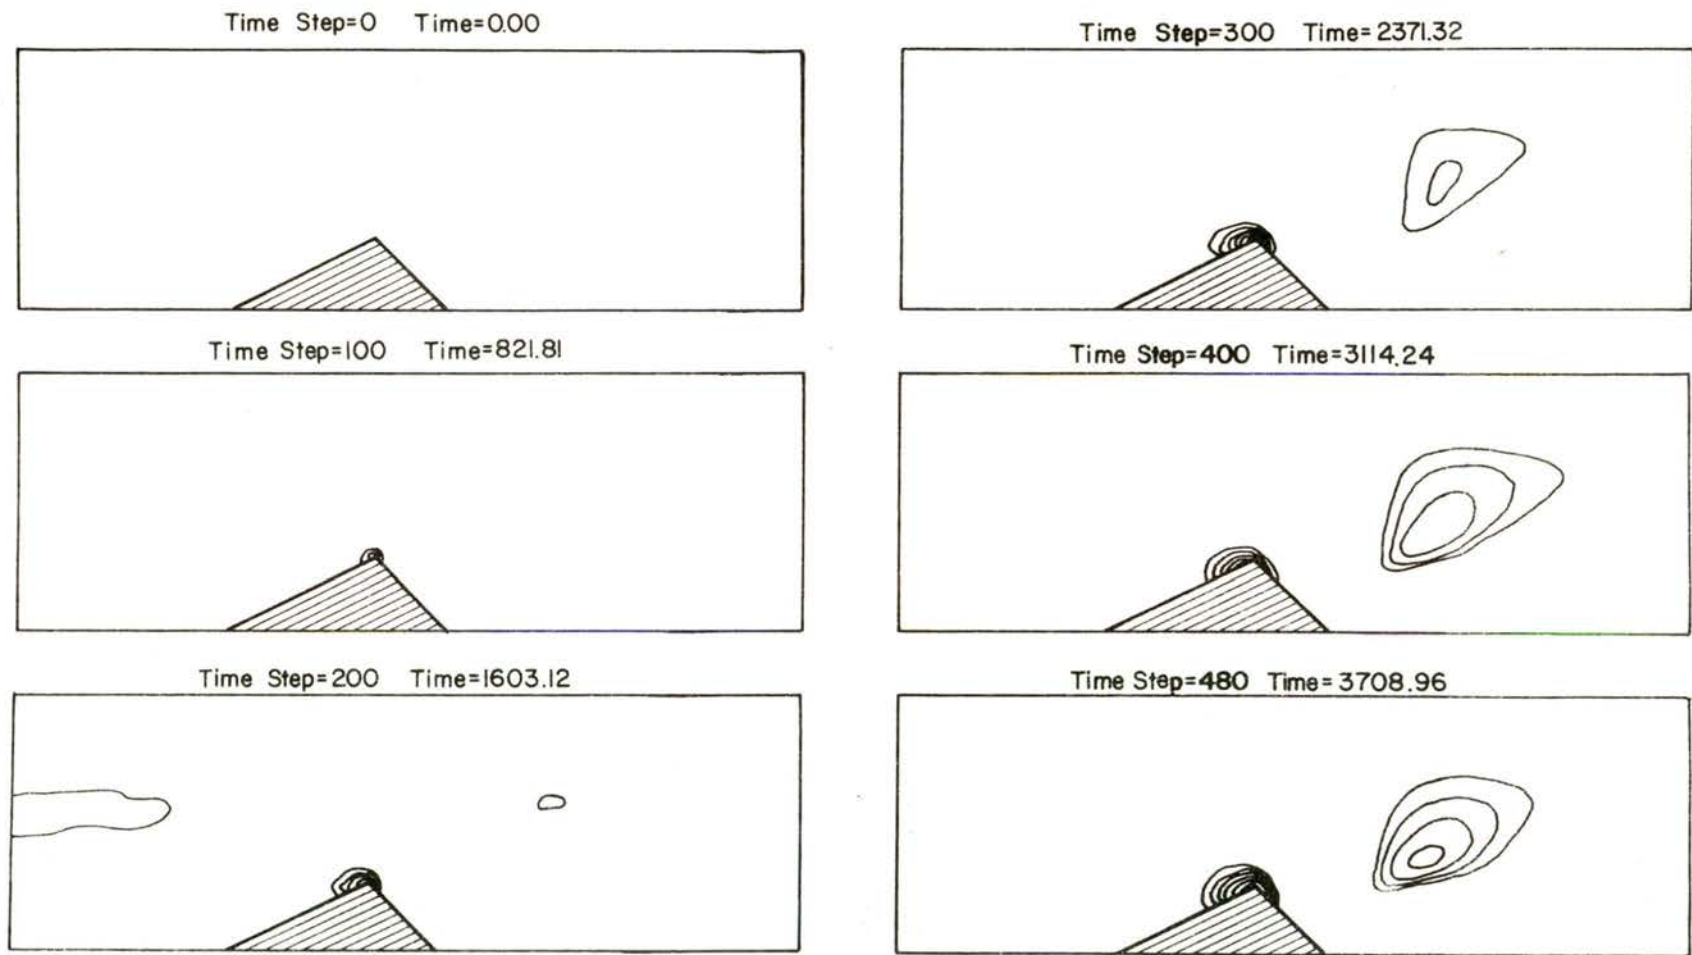 Time Step=0 Time=0.00
Time Step=100 Time=821.81
Time Step=200 Time=1603.12
Time Step=300 Time=2371.32
Time Step=400 Time=3114.24
Time Step=480 Time=3708.96